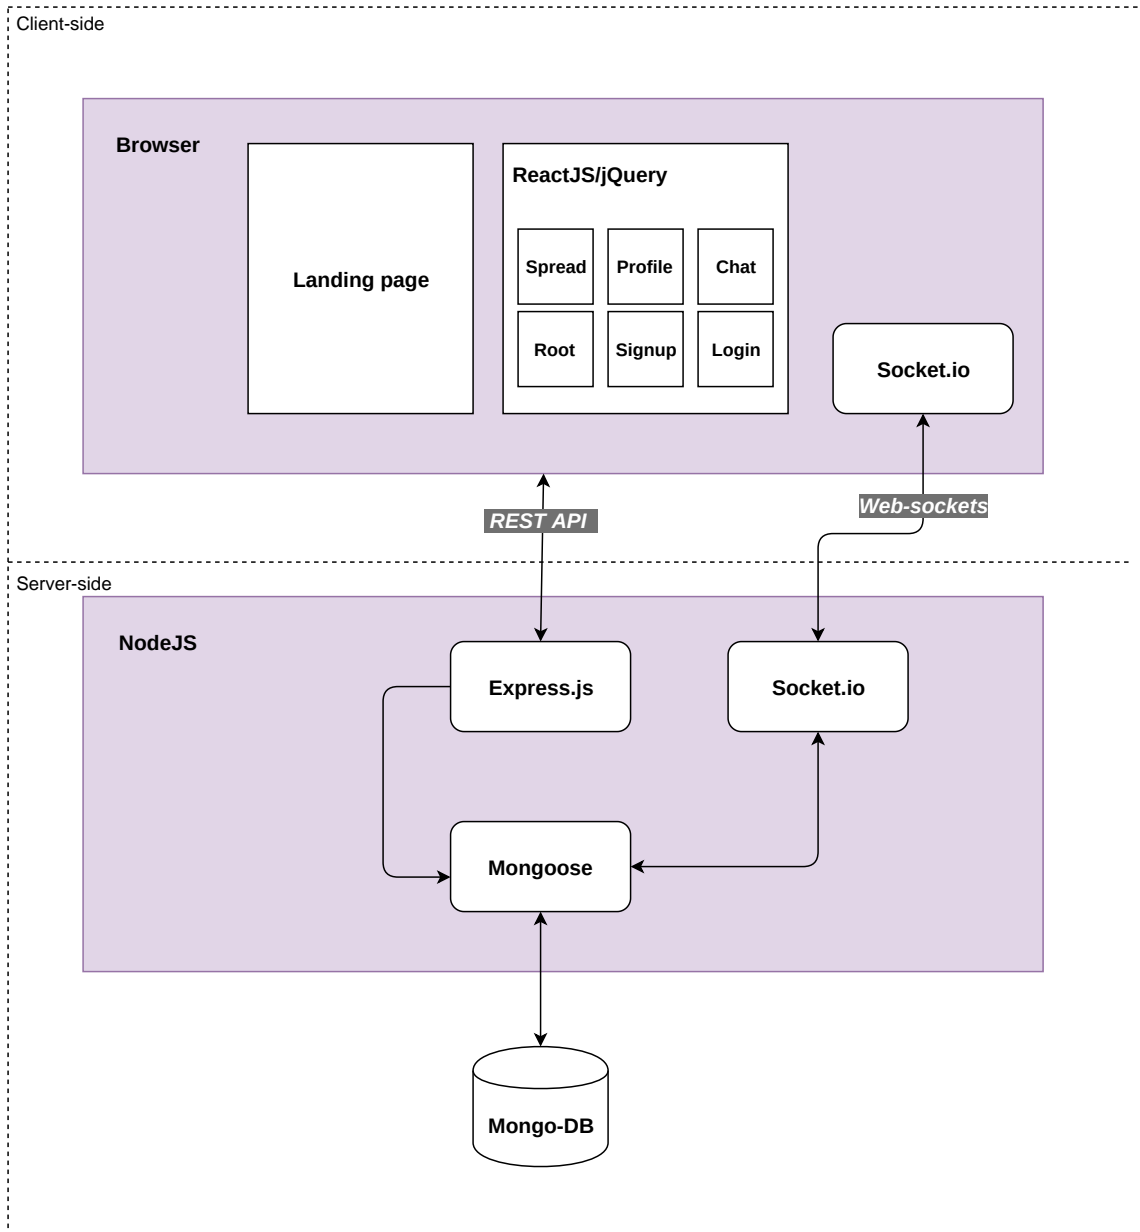 Client-side
Browser
ReactJS/jQuery
Landing page
Spread
Profile
Chat
Root
Signup
Login
Socket.io
REST API
Web-sockets
Server-side
NodeJS
Express.js
Socket.io
Mongoose
Mongo-DB